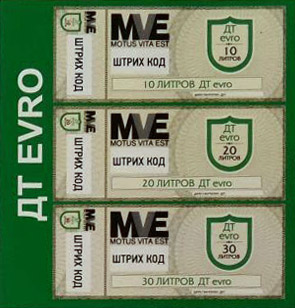 ДТ EVRO
MVE
ШТРИХ КОД
MVE
MOTUS VITA EST
ШТРИХ КОД
ДТ
evro
10
ЛИТРОВ
10 ЛИТРОВ ДТ evro
MVE
ШТРИХ КОД
MVE
MOTUS VITA EST
ШТРИХ КОД
ДТ
evro
20
ЛИТРОВ
20 ЛИТРОВ ДТ evro
MVE
ШТРИХ КОД
MVE
MOTUS VITA EST
ШТРИХ КОД
ДТ
evro
30
ЛИТРОВ
30 ЛИТРОВ ДТ evro